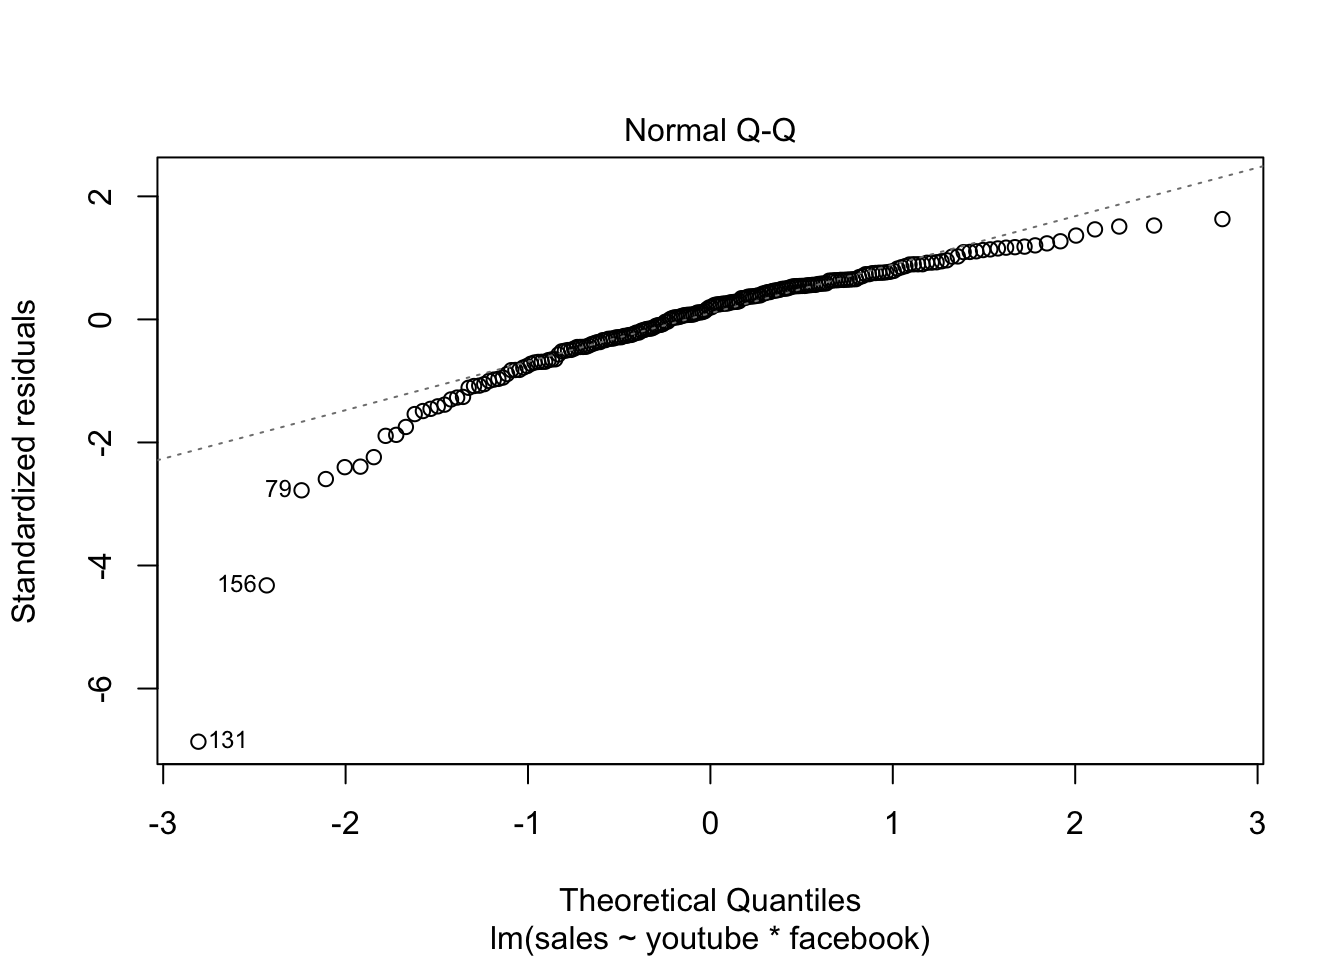 Normal Q-Q
Standardized residuals
2
0
-2
-4
-6
79
156
131
-3 -2 -1 0 1 2 3
Theoretical Quantiles
lm(sales ~ youtube * facebook)